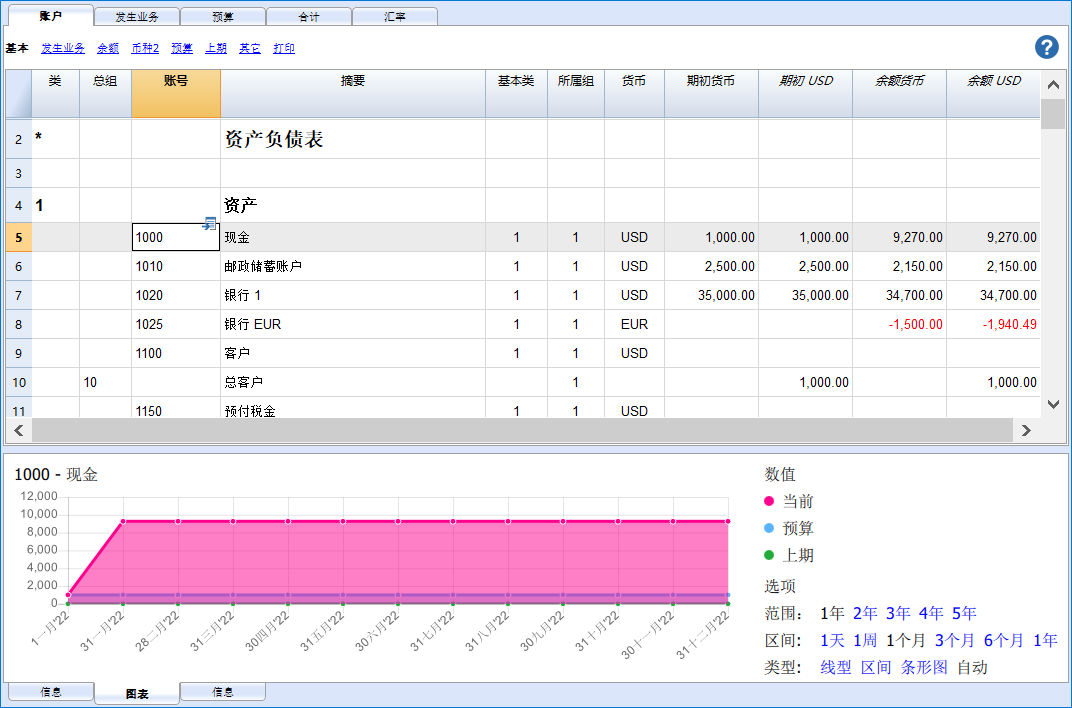 账户 发生业务 预算 合计 汇率
基本 发生业务 余额 币种2 预算 上期 其它 打印 ?
类 总组 账号 摘要 基本类 所属组 货币 期初货币 期初 USD 余额货币 余额 USD
2 * 资产负债表
3
4 1 资产
5 1000 现金 1 1 USD 1,000.00 1,000.00 9,270.00 9,270.00
6 1010 邮政储蓄账户 1 1 USD 2,500.00 2,500.00 2,150.00 2,150.00
7 1020 银行 1 1 1 USD 35,000.00 35,000.00 34,700.00 34,700.00
8 1025 银行 EUR 1 1 EUR -1,500.00 -1,940.49
9 1100 客户 1 1 USD
10 10 总客户 1 1,000.00 1,000.00
11 1150 预付税金 1 1 USD
1000 - 现金
12,000
10,000
8,000
6,000
4,000
2,000
0
1一月'22 31一月'22 28二月'22 31三月'22 30四月'22 31五月'22 30六月'22 31七月'22 31八月'22 30九月'22 31十月'22 30十一月'22 31十二月'22
数值
当前
预算
上期
选项
范围: 1年 2年 3年 4年 5年
区间: 1天 1周 1个月 3个月 6个月 1年
类型: 线型 区间 条形图 自动
信息 图表 信息